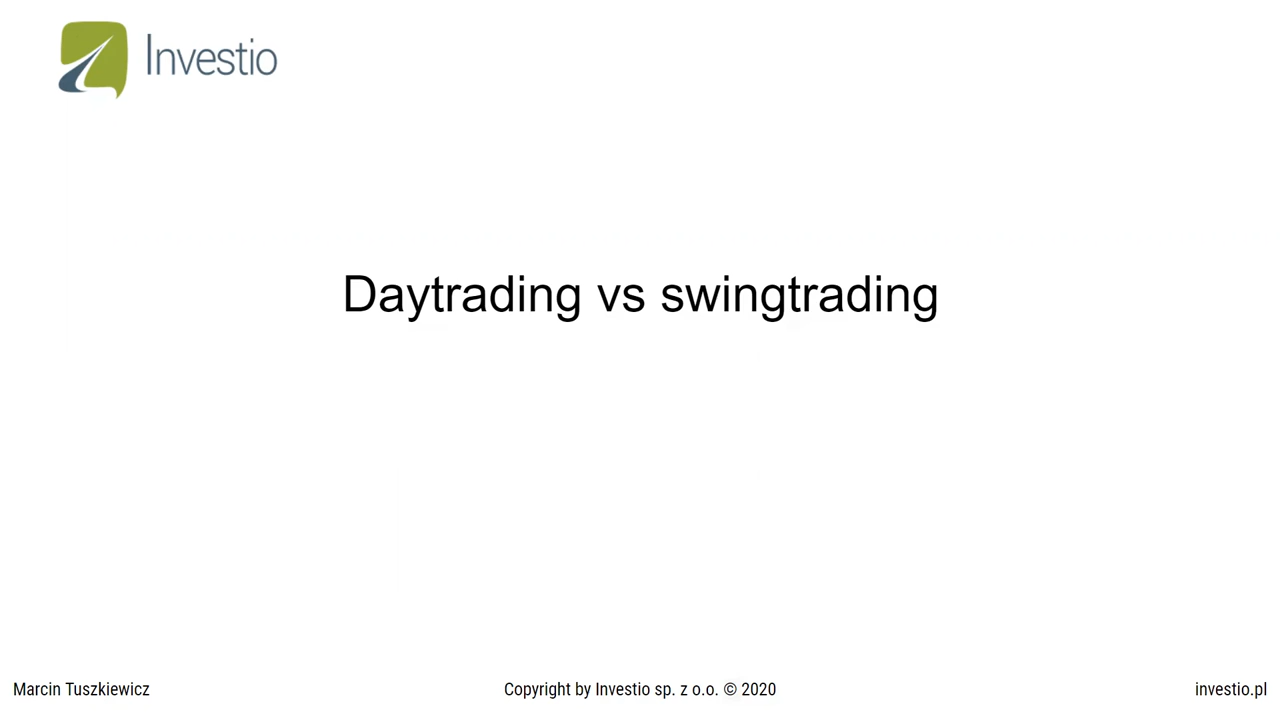 Investio
Daytrading vs swingtrading
Marcin Tuszkiewicz
Copyright by Investio sp. z o.o. © 2020
investio.pl